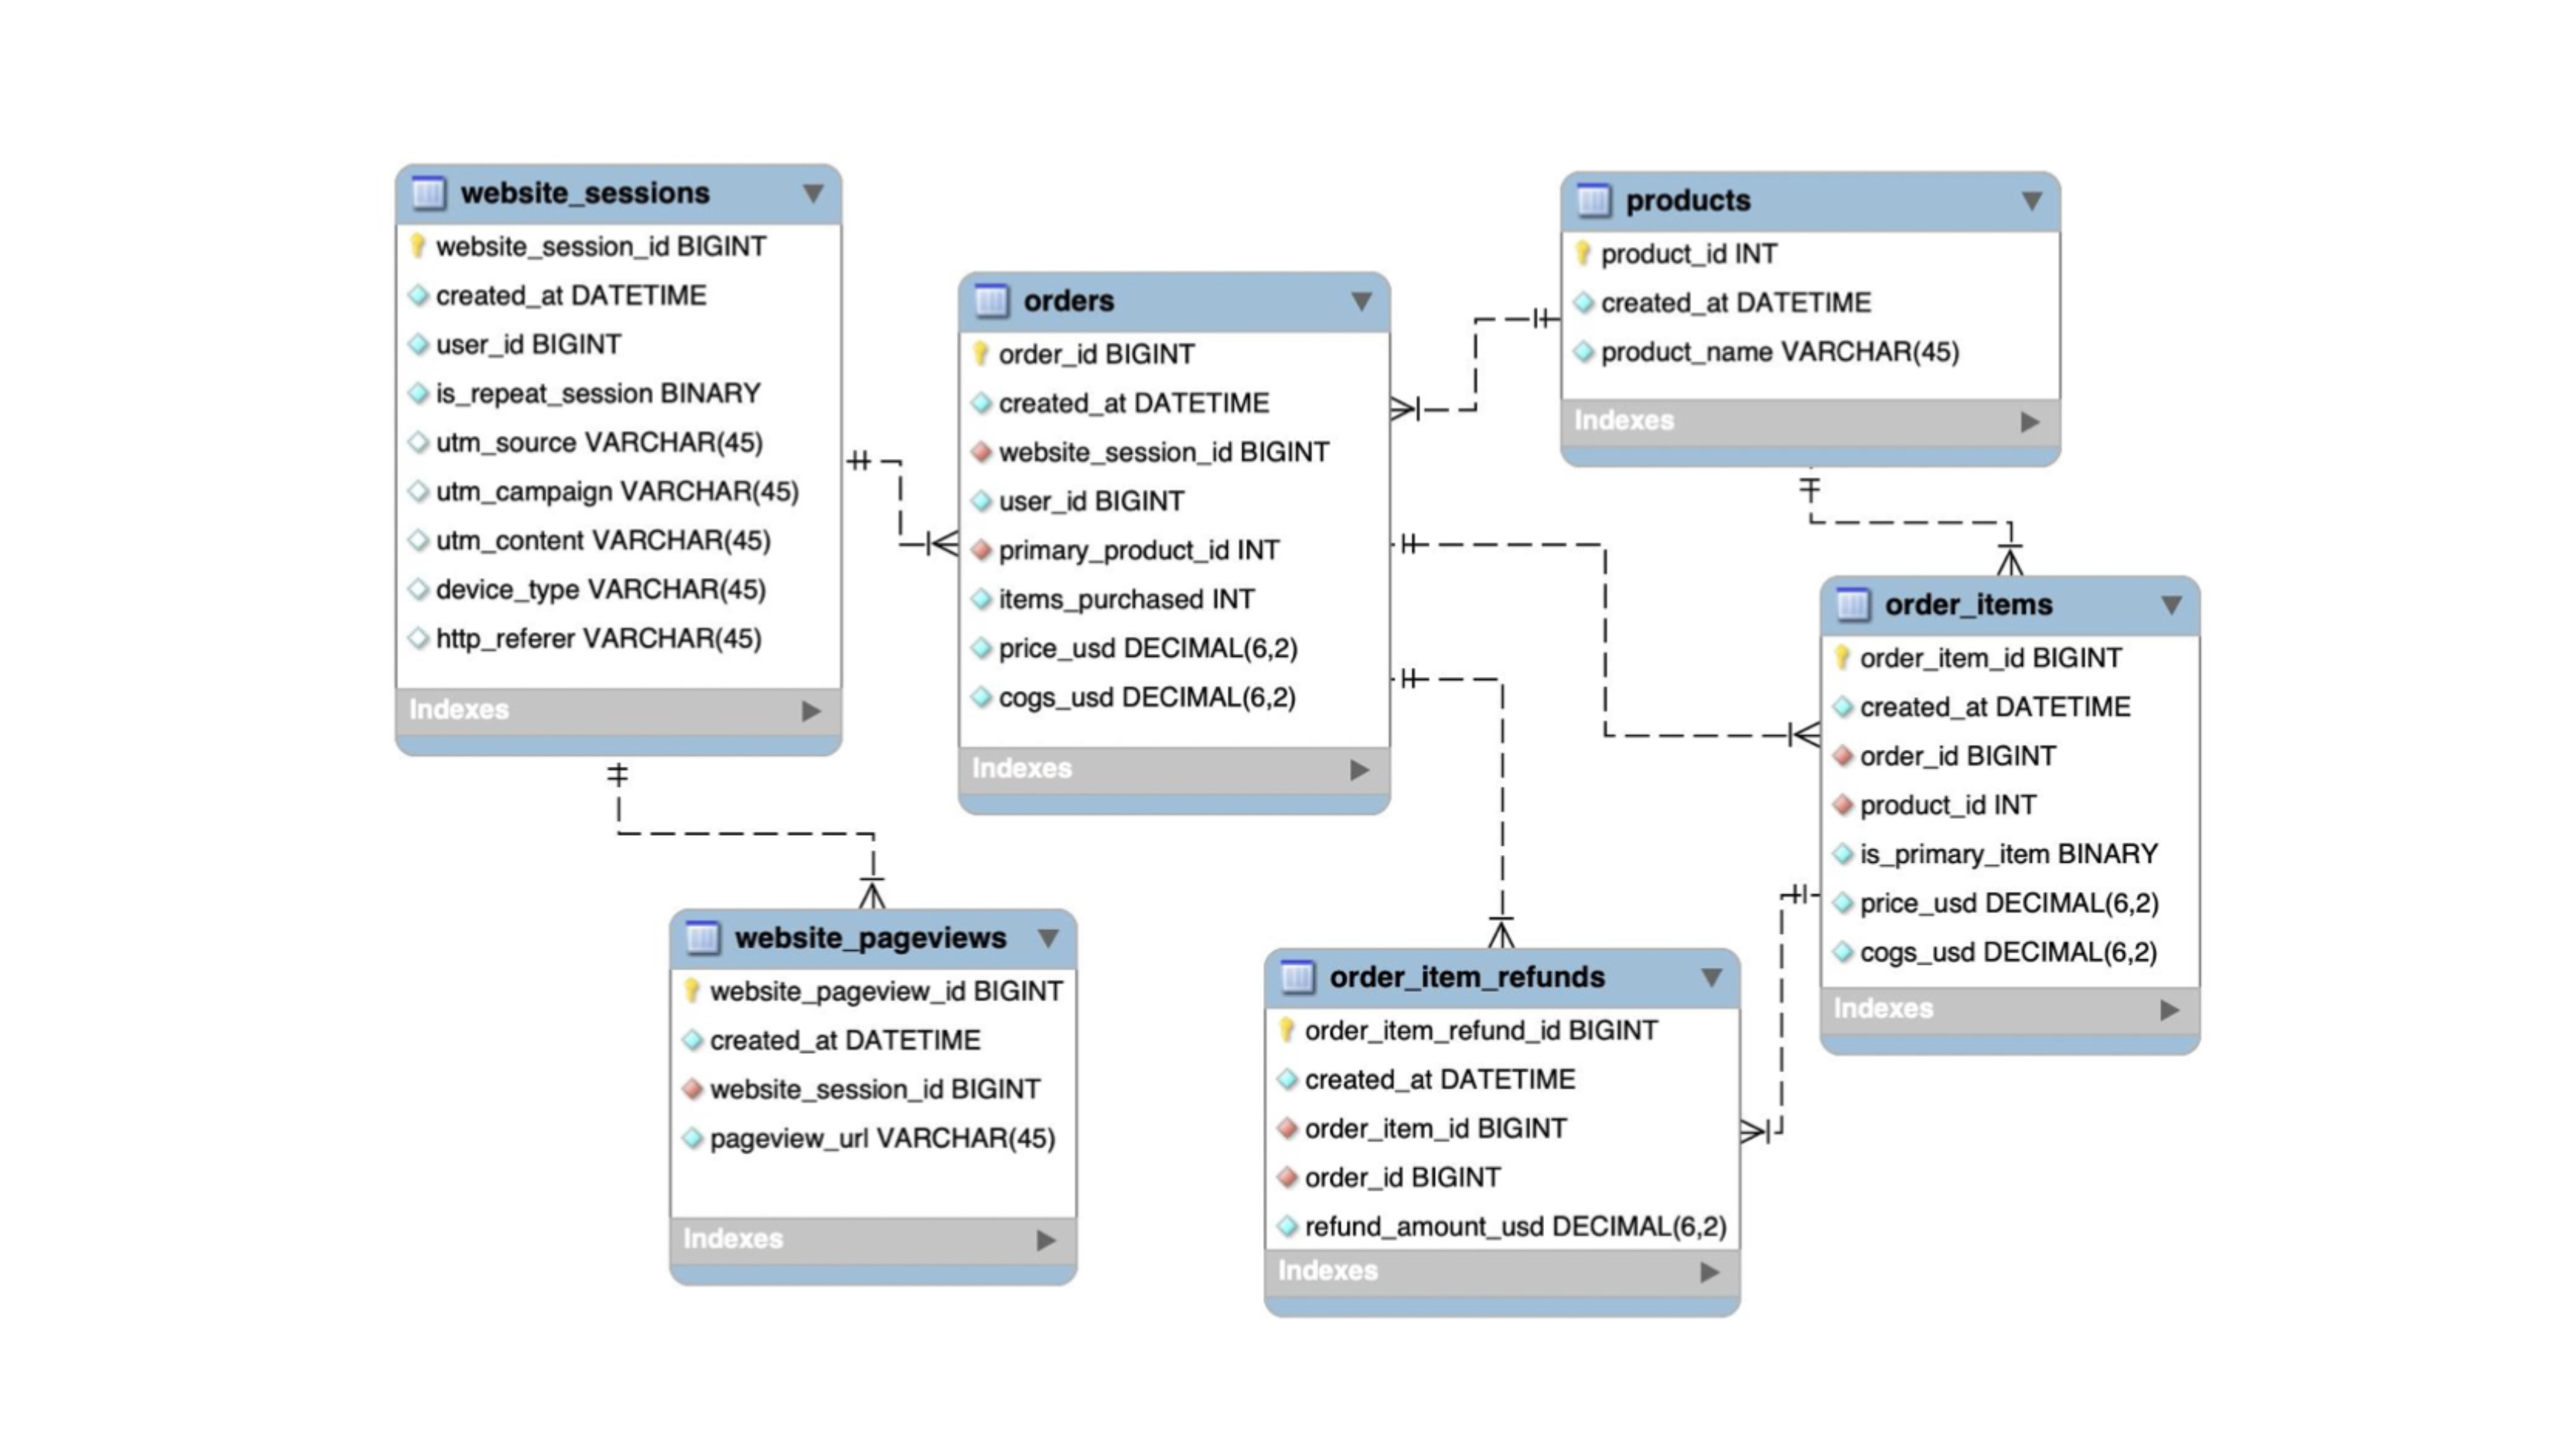 website_sessions
website_session_id BIGINT
created_at DATETIME
user_id BIGINT
is_repeat_session BINARY
utm_source VARCHAR(45)
utm_campaign VARCHAR(45)
utm_content VARCHAR(45)
device_type VARCHAR(45)
http_referer VARCHAR(45)
Indexes
orders
order_id BIGINT
created_at DATETIME
website_session_id BIGINT
user_id BIGINT
primary_product_id INT
items_purchased INT
price_usd DECIMAL(6,2)
cogs_usd DECIMAL(6,2)
Indexes
products
product_id INT
created_at DATETIME
product_name VARCHAR(45)
Indexes
order_items
order_item_id BIGINT
created_at DATETIME
order_id BIGINT
product_id INT
is_primary_item BINARY
price_usd DECIMAL(6,2)
cogs_usd DECIMAL(6,2)
Indexes
website_pageviews
website_pageview_id BIGINT
created_at DATETIME
website_session_id BIGINT
pageview_url VARCHAR(45)
Indexes
order_item_refunds
order_item_refund_id BIGINT
created_at DATETIME
order_item_id BIGINT
order_id BIGINT
refund_amount_usd DECIMAL(6,2)
Indexes